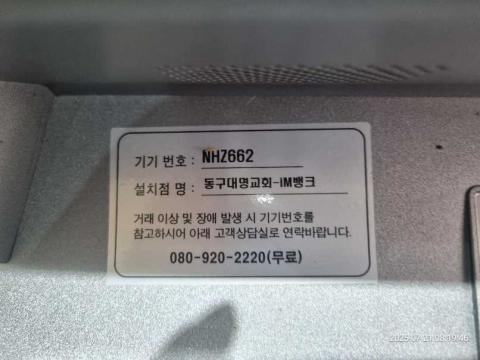 기기 번호 : NHZ662
설치점 명 : 동구대명교회-iM뱅크
거래 이상 및 장애 발생 시 기기번호를
참고하시어 아래 고객상담실로 연락바랍니다.
080-920-2220(무료)